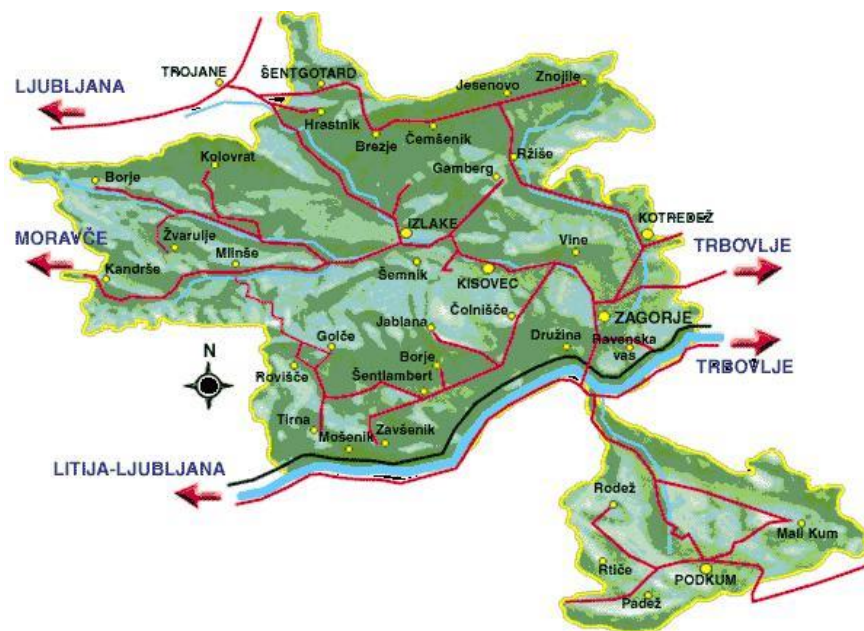 TROJANE
ŠENTGOTARD
Jesenovo
Znojile
LJUBLJANA
Hrastnik
Brezje
Čemšenik
Ržiše
Kolovrat
Gamberg
Borje
IZLAKE
KOTREDEŽ
MORAVČE
Žvarulje
Vine
TRBOVLJE
Mlinše
Kandrše
Šemnik
KISOVEC
Čolnišče
Jablana
ZAGORJE
Golče
Družina
Ravenska
vas
N
Borje
TRBOVLJE
Rovišče
Šentlambert
Tirna
Mošenik
Zavšenik
LITIJA-LJUBLJANA
Rodež
Mali Kum
Rtiče
PODKUM
Padež